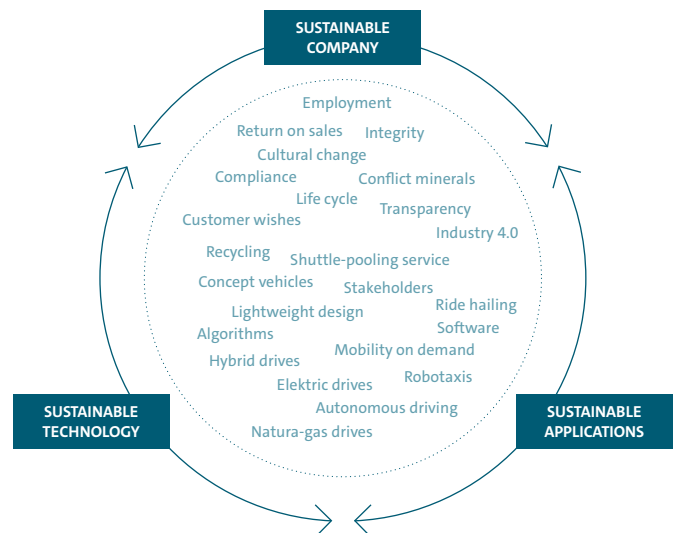 SUSTAINABLE
COMPANY
Employment
Return on sales
Integrity
Cultural change
Compliance
Conflict minerals
Life cycle
Transparency
Customer wishes
Industry 4.0
Recycling
Shuttle-pooling service
Concept vehicles
Stakeholders
Ride hailing
Lightweight design
Software
Algorithms
Mobility on demand
Hybrid drives
Robotaxis
Elektric drives
Autonomous driving
Natura-gas drives
SUSTAINABLE
TECHNOLOGY
SUSTAINABLE
APPLICATIONS